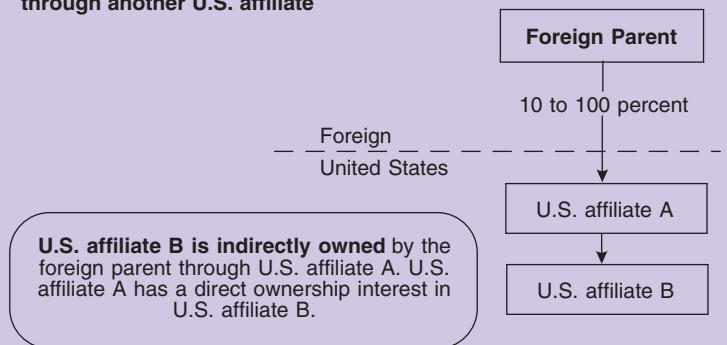 through another U.S. affiliate
Foreign Parent
10 to 100 percent
Foreign
United States
U.S. affiliate A
U.S. affiliate B is indirectly owned by the
foreign parent through U.S. affiliate A. U.S.
affiliate A has a direct ownership interest in
U.S. affiliate B.
U.S. affiliate B